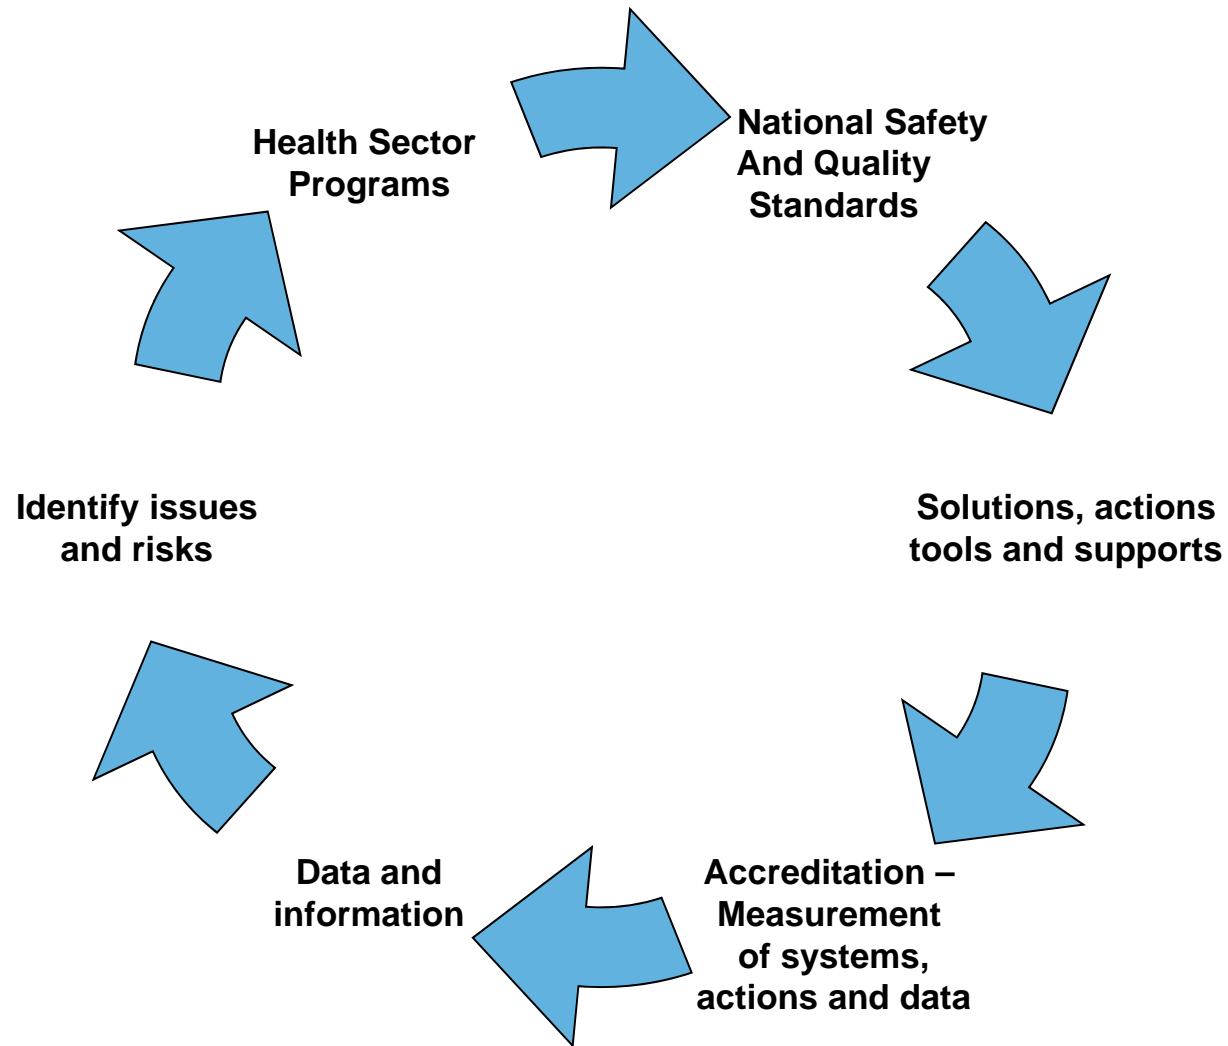 Health Sector
Programs
National Safety
And Quality
Standards
Identify issues
and risks
Solutions, actions
tools and supports
Data and
information
Accreditation –
Measurement
of systems,
actions and data